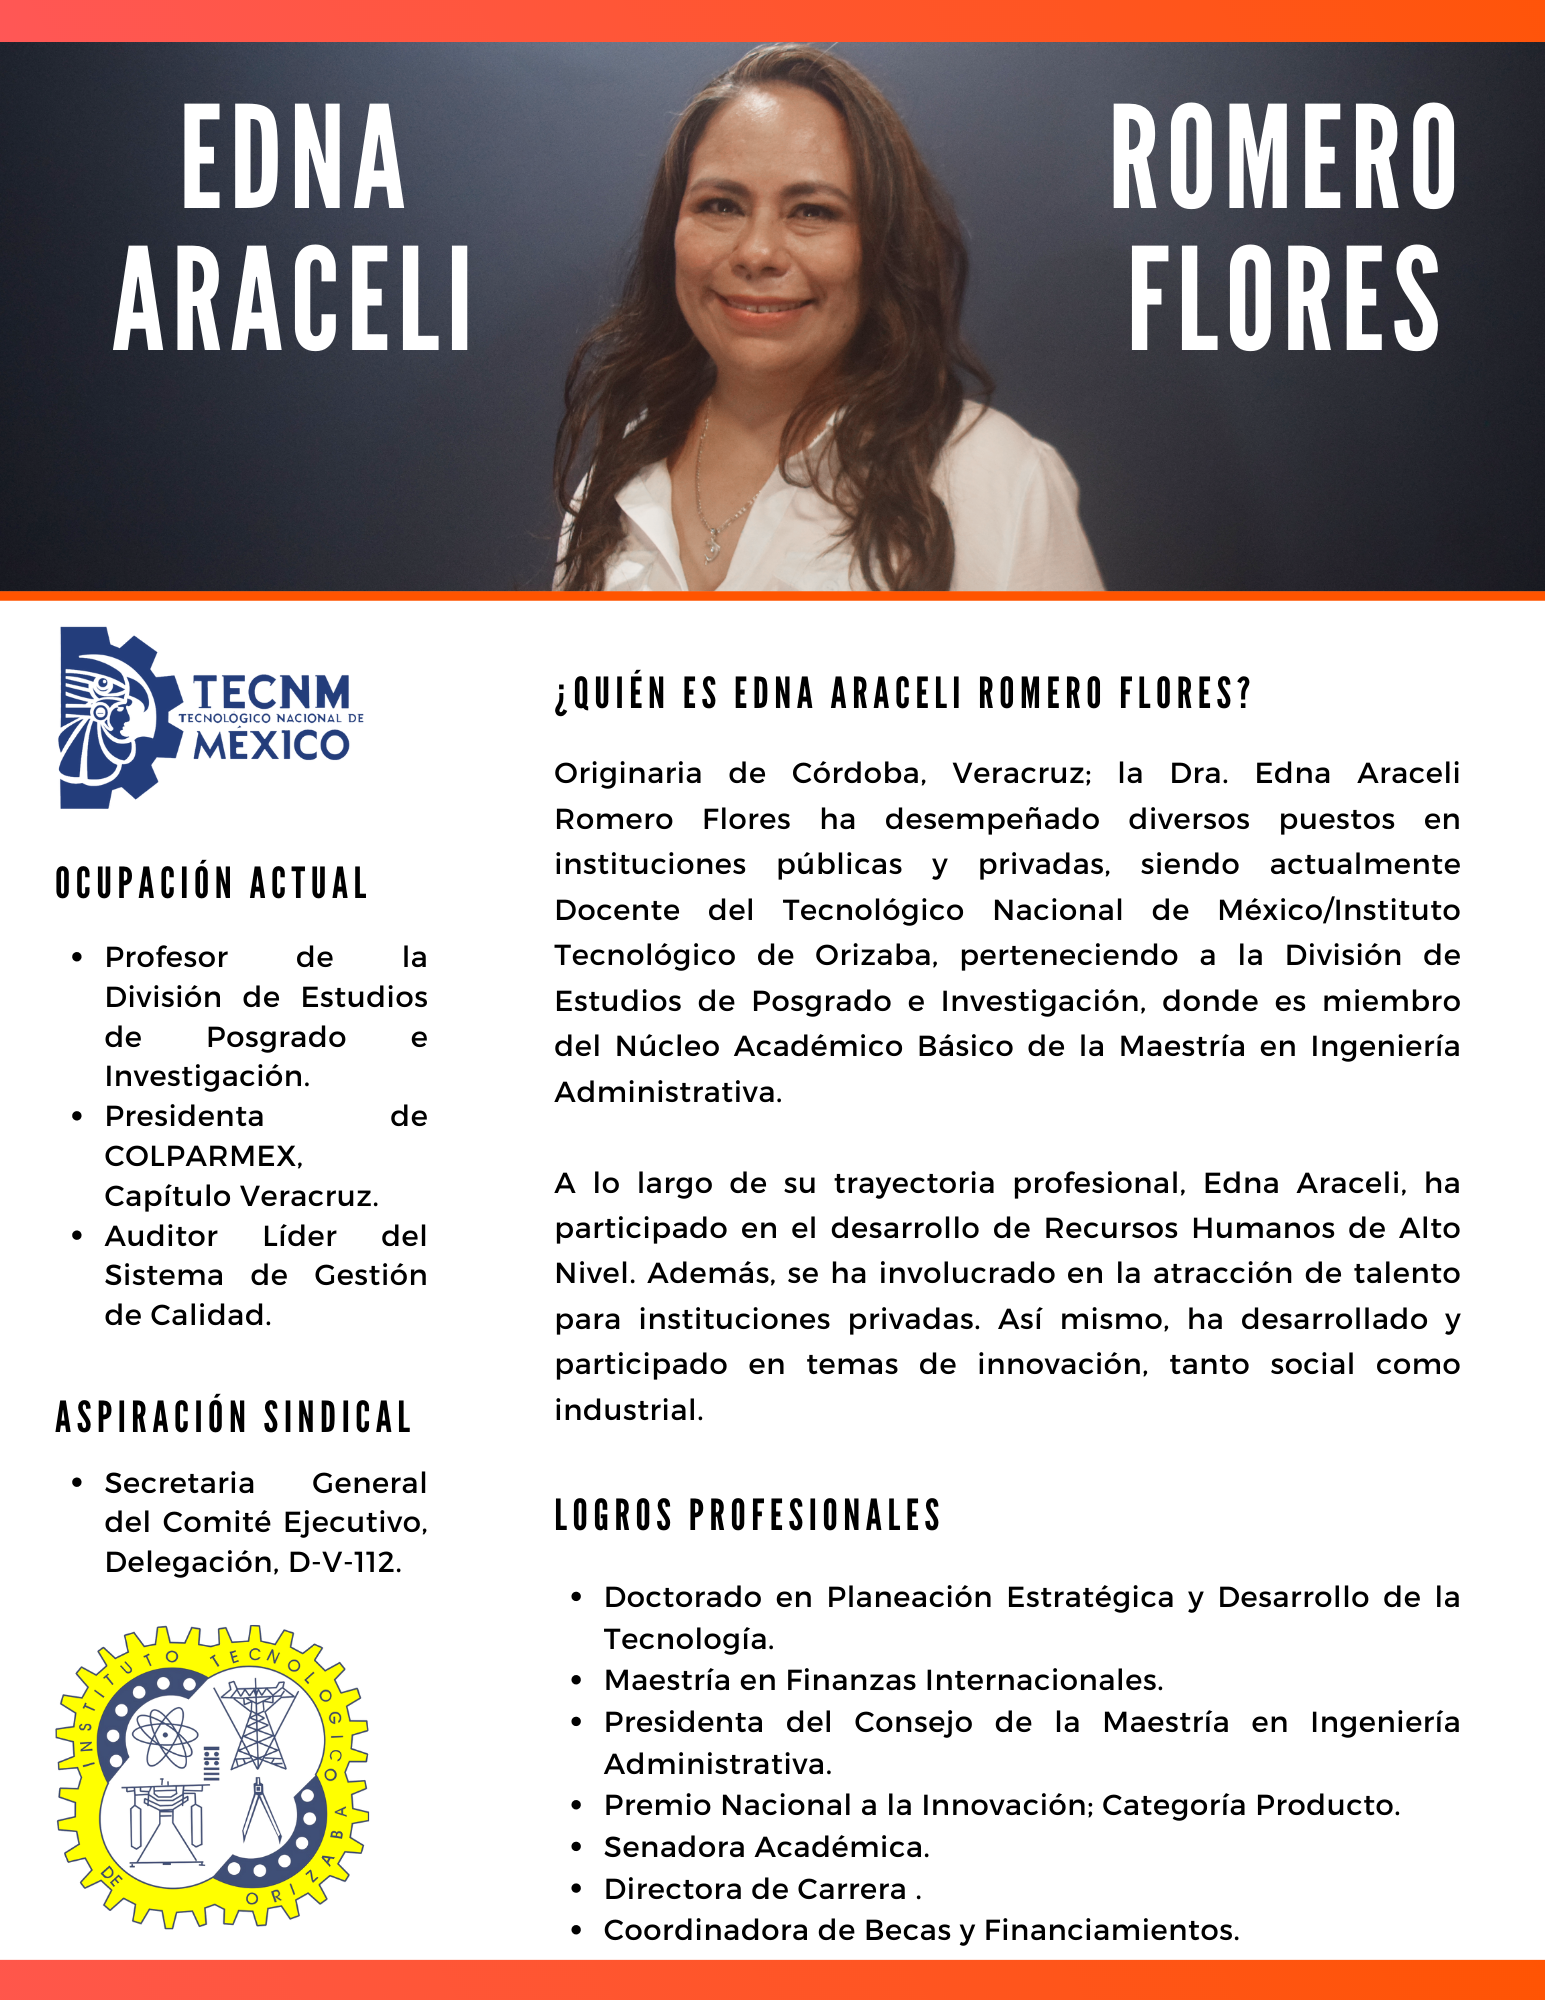 EDNA
ARACELI
ROMERO
FLORES
TECNM
TECNOLOGICO NACIONAL DE
MÉXICO
OCUPACIÓN ACTUAL
• Profesor de la
División de Estudios
de Posgrado e
Investigación.
• Presidenta de
COLPARMEX,
Capítulo Veracruz.
• Auditor Líder del
Sistema de Gestión
de Calidad.
ASPIRACIÓN SINDICAL
• Secretaria General
del Comité Ejecutivo,
Delegación, D-V-112.
INSTITUTO TECNOLOGICO
DE ORIZABA
¿QUIÉN ES EDNA ARACELI ROMERO FLORES?
Originaria de Córdoba, Veracruz; la Dra. Edna Araceli
Romero Flores ha desempeñado diversos puestos en
instituciones públicas y privadas, siendo actualmente
Docente del Tecnológico Nacional de México/Instituto
Tecnológico de Orizaba, perteneciendo a la División de
Estudios de Posgrado e Investigación, donde es miembro
del Núcleo Académico Básico de la Maestría en Ingeniería
Administrativa.
A lo largo de su trayectoria profesional, Edna Araceli, ha
participado en el desarrollo de Recursos Humanos de Alto
Nivel. Además, se ha involucrado en la atracción de talento
para instituciones privadas. Así mismo, ha desarrollado y
participado en temas de innovación, tanto social como
industrial.
LOGROS PROFESIONALES
• Doctorado en Planeación Estratégica y Desarrollo de la
Tecnología.
• Maestría en Finanzas Internacionales.
• Presidenta del Consejo de la Maestría en Ingeniería
Administrativa.
• Premio Nacional a la Innovación; Categoría Producto.
• Senadora Académica.
• Directora de Carrera .
• Coordinadora de Becas y Financiamientos.